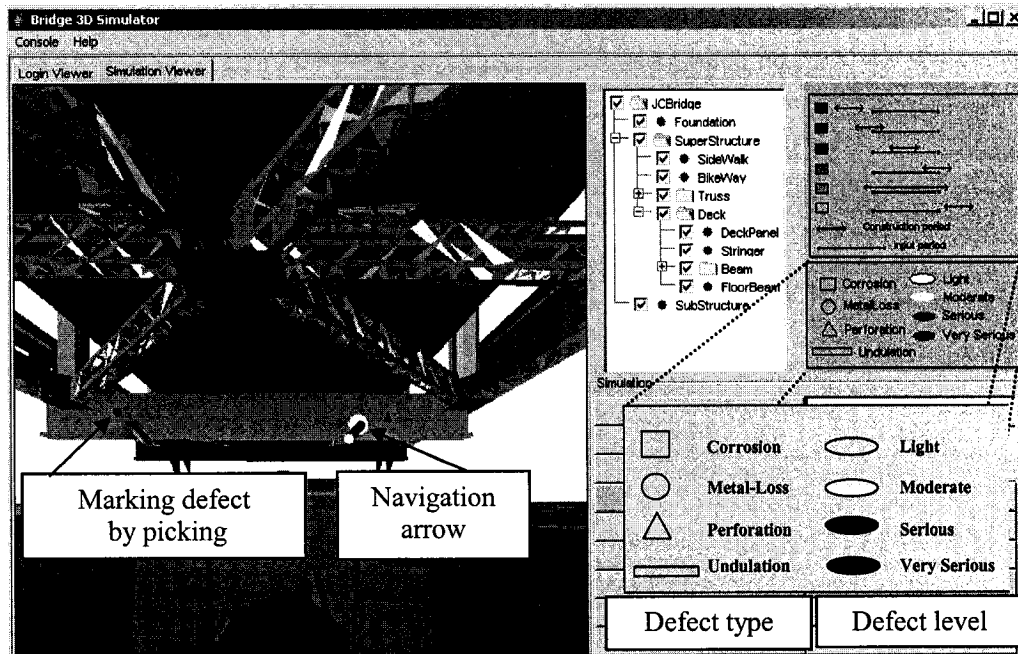 Bridge 3D Simulator
Console Help
Login Viewer Simulation Viewer
JCBridge
Foundation
SuperStructure
SideWalk
BikeWay
Truss
Deck
DeckPanel
Stringer
Beam
FloorBeam
SubStructure
Construction period
Input period
Corrosion Light
MetalLoss Moderate
Perforation Serious
Undulation Very Serious
Simulation
Corrosion Light
Metal-Loss Moderate
Perforation Serious
Undulation Very Serious
Marking defect
by picking
Navigation
arrow
Defect type Defect level